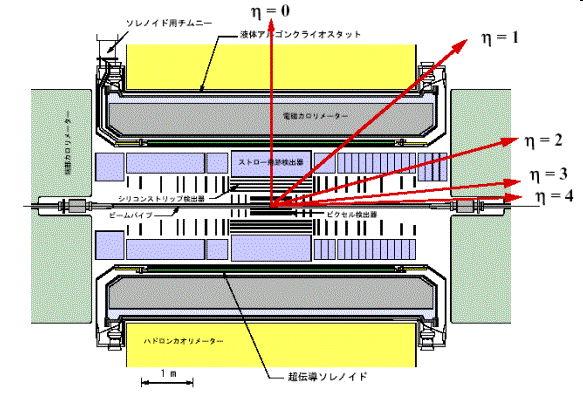 η = 0
ソレノイド用チムニー
液体アルゴンクライオスタット
η = 1
電磁カロリメーター
η = 2
ストロー飛跡検出器
η = 3
シリコンストリップ検出器
η = 4
ビームパイプ
ピクセル検出器
ハドロンカオリメーター
超伝導ソレノイド
1 m